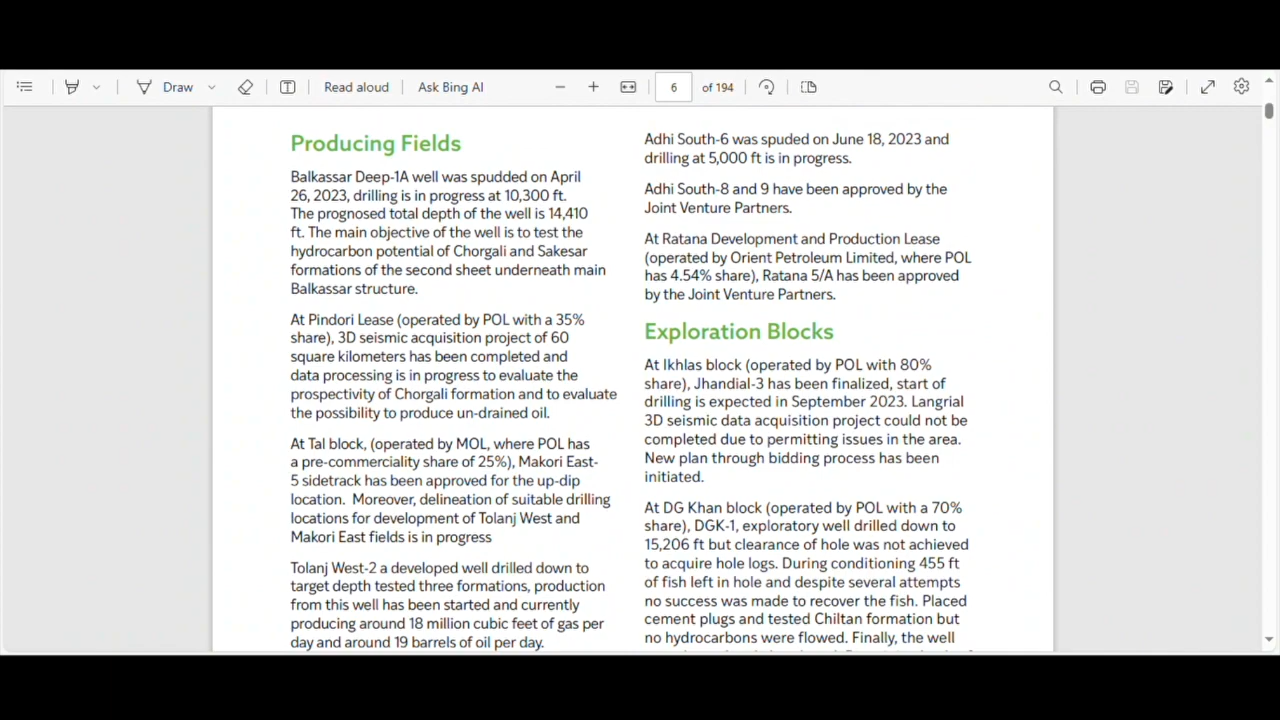 Draw
Read aloud
Ask Bing AI
6
of 194
Producing Fields
Balkassar Deep-1A well was spudded on April
26, 2023, drilling is in progress at 10,300 ft.
The prognosed total depth of the well is 14,410
ft. The main objective of the well is to test the
hydrocarbon potential of Chorgali and Sakesar
formations of the second sheet underneath main
Balkassar structure.
At Pindori Lease (operated by POL with a 35%
share), 3D seismic acquisition project of 60
square kilometers has been completed and
data processing is in progress to evaluate the
prospectivity of Chorgali formation and to evaluate
the possibility to produce un-drained oil.
At Tal block, (operated by MOL, where POL has
a pre-commerciality share of 25%), Makori East-
5 sidetrack has been approved for the up-dip
location. Moreover, delineation of suitable drilling
locations for development of Tolanj West and
Makori East fields is in progress
Tolanj West-2 a developed well drilled down to
target depth tested three formations, production
from this well has been started and currently
producing around 18 million cubic feet of gas per
day and around 19 barrels of oil per day.
Adhi South-6 was spuded on June 18, 2023 and
drilling at 5,000 ft is in progress.
Adhi South-8 and 9 have been approved by the
Joint Venture Partners.
At Ratana Development and Production Lease
(operated by Orient Petroleum Limited, where POL
has 4.54% share), Ratana 5/A has been approved
by the Joint Venture Partners.
Exploration Blocks
At Ikhlas block (operated by POL with 80%
share), Jhandial-3 has been finalized, start of
drilling is expected in September 2023. Langrial
3D seismic data acquisition project could not be
completed due to permitting issues in the area.
New plan through bidding process has been
initiated.
At DG Khan block (operated by POL with a 70%
share), DGK-1, exploratory well drilled down to
15,206 ft but clearance of hole was not achieved
to acquire hole logs. During conditioning 455 ft
of fish left in hole and despite several attempts
no success was made to recover the fish. Placed
cement plugs and tested Chiltan formation but
no hydrocarbons were flowed. Finally, the well